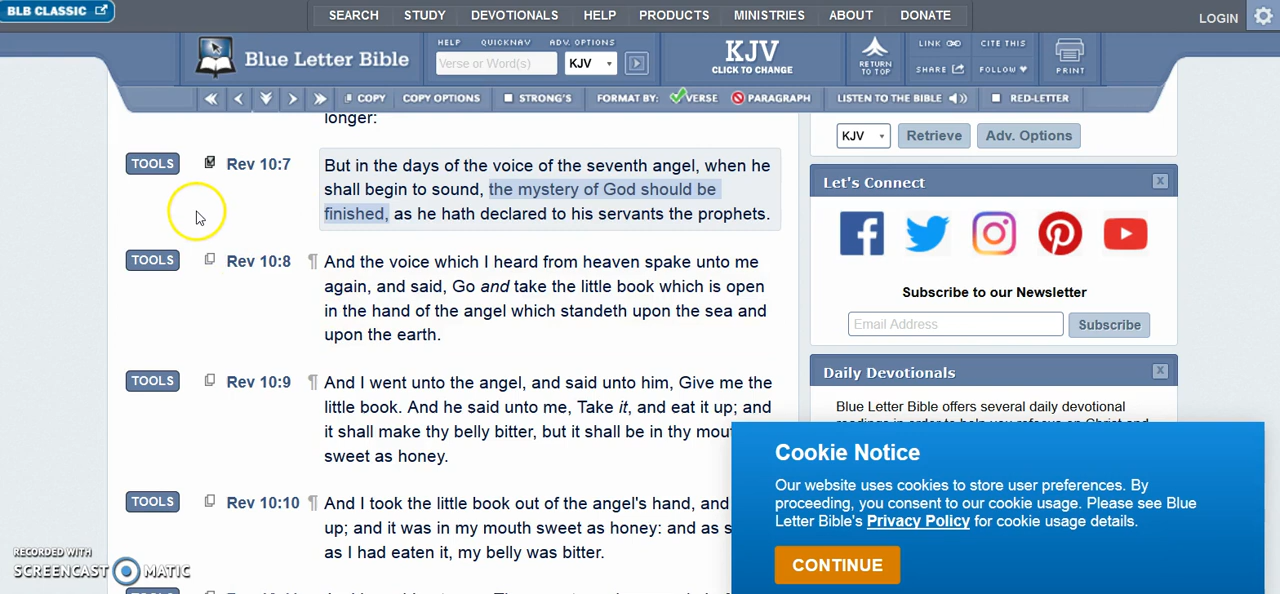 BLB CLASSIC
SEARCH STUDY DEVOTIONALS HELP PRODUCTS MINISTRIES ABOUT DONATE
LOGIN
Blue Letter Bible
HELP QUICKNAV ADV. OPTIONS
Verse or Word(s) KJV
KJV
CLICK TO CHANGE
RETURN
TO TOP
LINK CITE THIS
SHARE FOLLOW
PRINT
COPY COPY OPTIONS STRONG'S FORMAT BY: VERSE PARAGRAPH LISTEN TO THE BIBLE RED-LETTER
longer:
TOOLS Rev 10:7 But in the days of the voice of the seventh angel, when he
shall begin to sound, the mystery of God should be
finished, as he hath declared to his servants the prophets.
TOOLS Rev 10:8 ¶ And the voice which I heard from heaven spake unto me
again, and said, Go and take the little book which is open
in the hand of the angel which standeth upon the sea and
upon the earth.
TOOLS Rev 10:9 ¶ And I went unto the angel, and said unto him, Give me the
little book. And he said unto me, Take it, and eat it up; and
it shall make thy belly bitter, but it shall be in thy
sweet as honey.
TOOLS Rev 10:10 ¶ And I took the little book out of the angel's hand, and
up; and it was in my mouth sweet as honey: and as
as I had eaten it, my belly was bitter.
KJV Retrieve Adv. Options
Let's Connect
Subscribe to our Newsletter
Email Address Subscribe
Daily Devotionals
Blue Letter Bible offers several daily devotional
Cookie Notice
Our website uses cookies to store user preferences. By
proceeding, you consent to our cookie usage. Please see Blue
Letter Bible's Privacy Policy for cookie usage details.
CONTINUE
RECORDED WITH
SCREENCAST MATIC